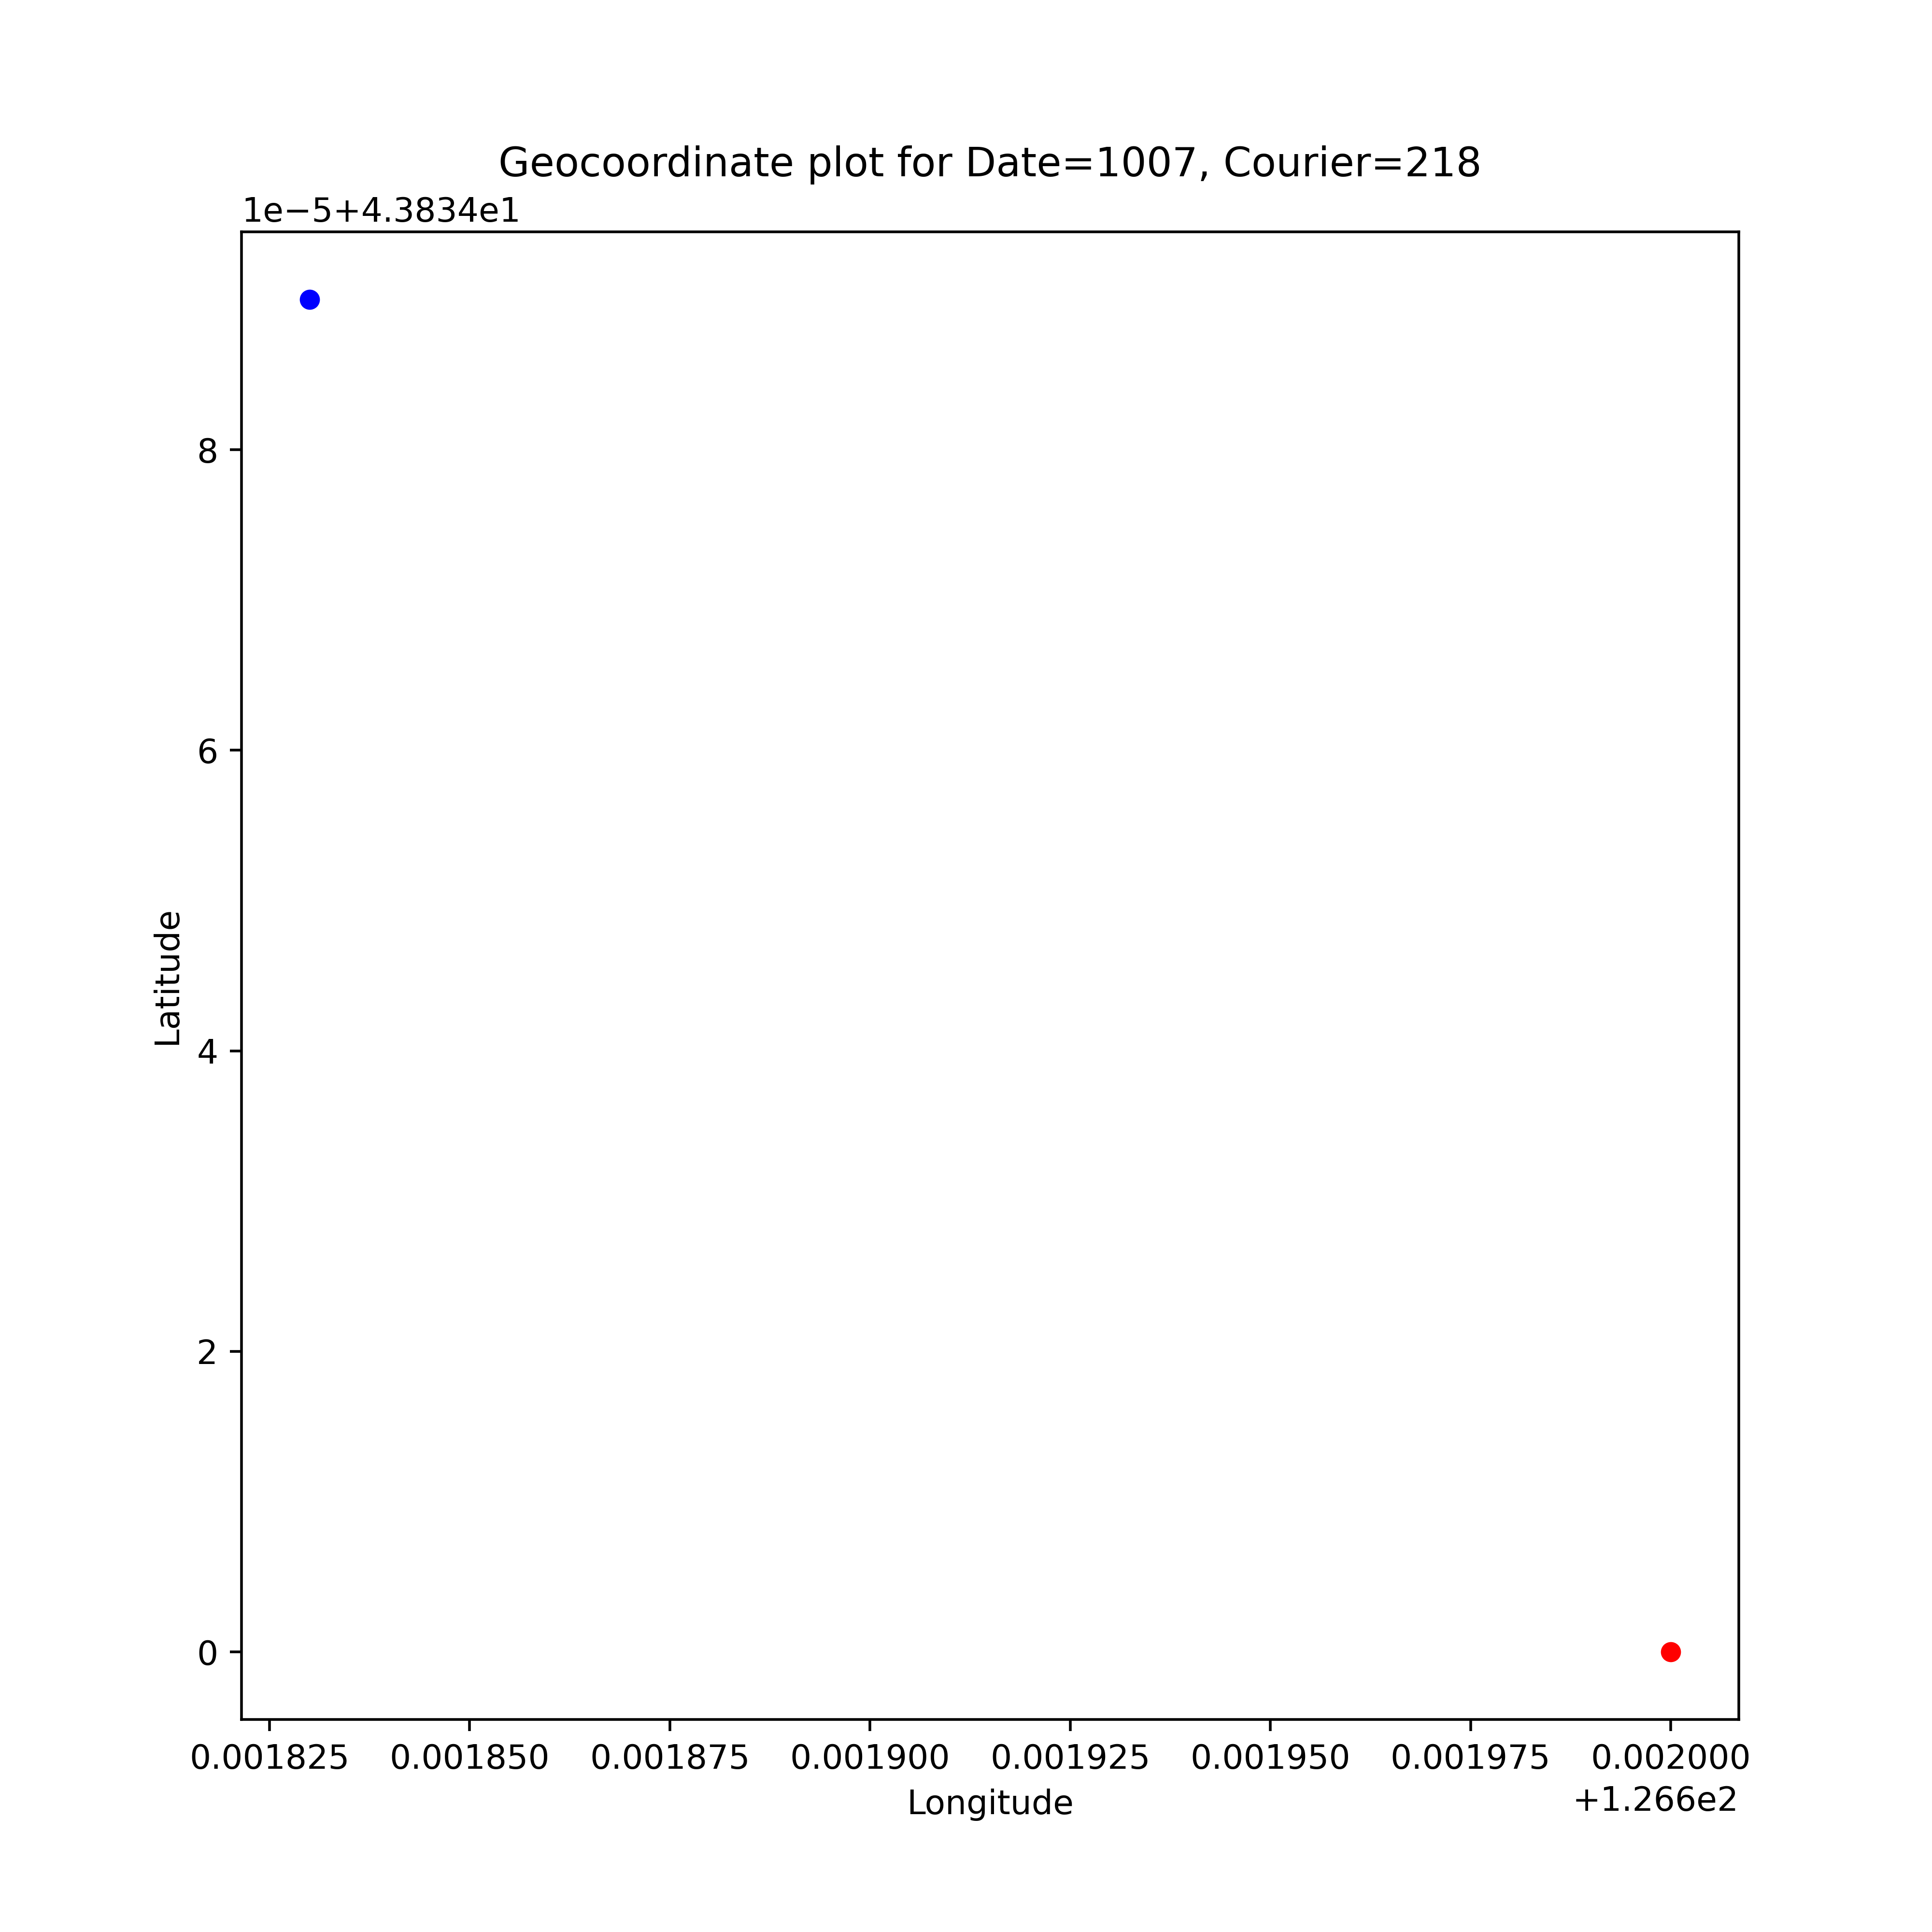 Geocoordinate plot for Date=1007, Courier=218
1e−5+4.3834e1
8
6
4
2
0
Latitude
0.001825 0.001850 0.001875 0.001900 0.001925 0.001950 0.001975 0.002000
Longitude
+1.266e2